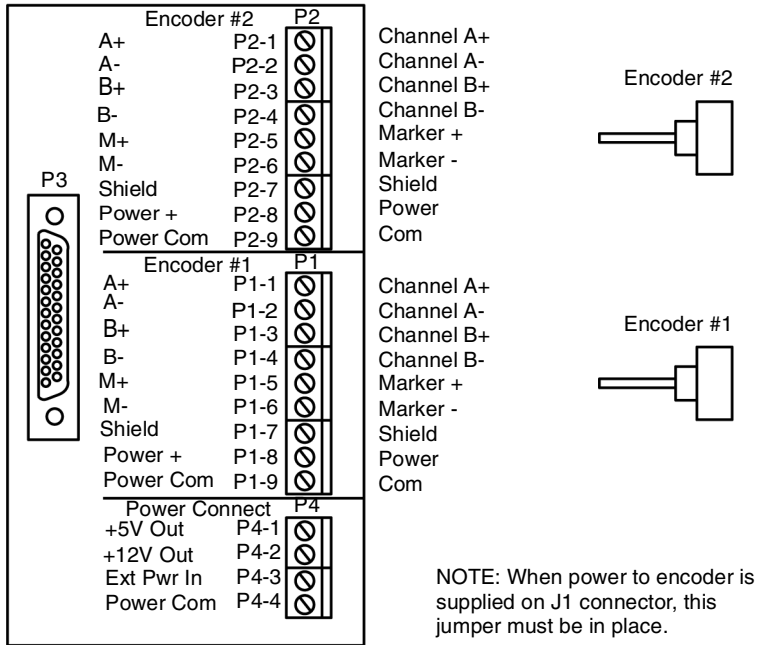 Encoder #2 P2
A+ P2-1 Channel A+
A- P2-2 Channel A-
B+ P2-3 Channel B+
B- P2-4 Channel B-
M+ P2-5 Marker +
M- P2-6 Marker -
Shield P2-7 Shield
Power + P2-8 Power
Power Com P2-9 Com
Encoder #2
P3
Encoder #1 P1
A+ P1-1 Channel A+
A- P1-2 Channel A-
B+ P1-3 Channel B+
B- P1-4 Channel B-
M+ P1-5 Marker +
M- P1-6 Marker -
Shield P1-7 Shield
Power + P1-8 Power
Power Com P1-9 Com
Encoder #1
Power Connect P4
+5V Out P4-1
+12V Out P4-2
Ext Pwr In P4-3
Power Com P4-4
NOTE: When power to encoder is
supplied on J1 connector, this
jumper must be in place.